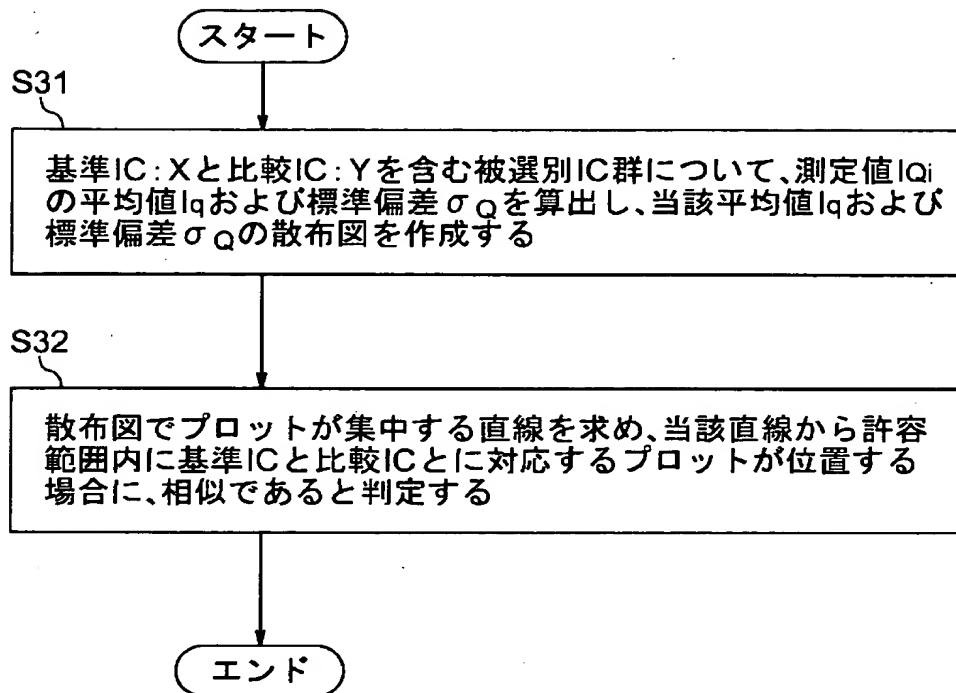 スタート
S31
基準IC:Xと比較IC:Yを含む被選別IC群について、測定値IQi
の平均値Iqおよび標準偏差σQを算出し、当該平均値Iqおよび
標準偏差σQの散布図を作成する
S32
散布図でプロットが集中する直線を求め、当該直線から許容
範囲内に基準ICと比較ICとに対応するプロットが位置する
場合に、相似であると判定する
エンド